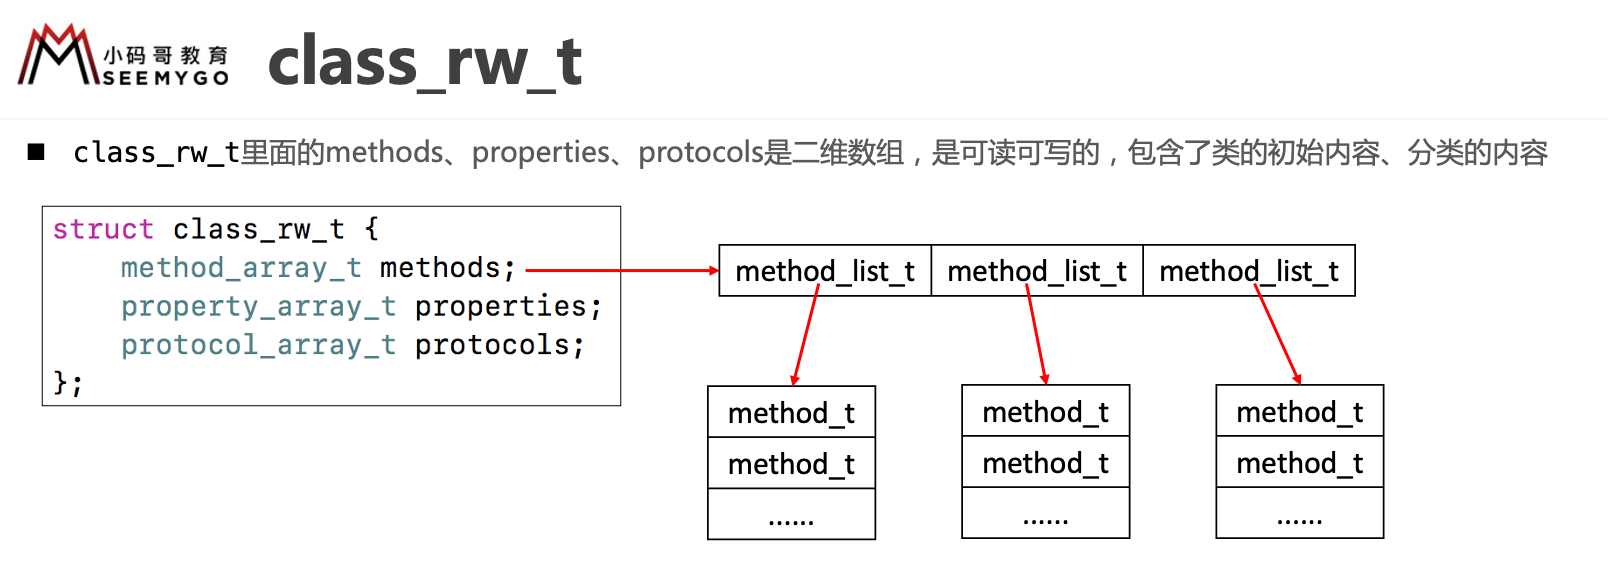 小码哥教育
SEEMYGO
class_rw_t
■ class_rw_t里面的methods、properties、protocols是二维数组，是可读可写的，包含了类的初始内容、分类的内容
struct class_rw_t {
method_array_t methods;
property_array_t properties;
protocol_array_t protocols;
};
method_list_t method_list_t method_list_t
method_t method_t method_t
method_t method_t method_t
...... ...... ......